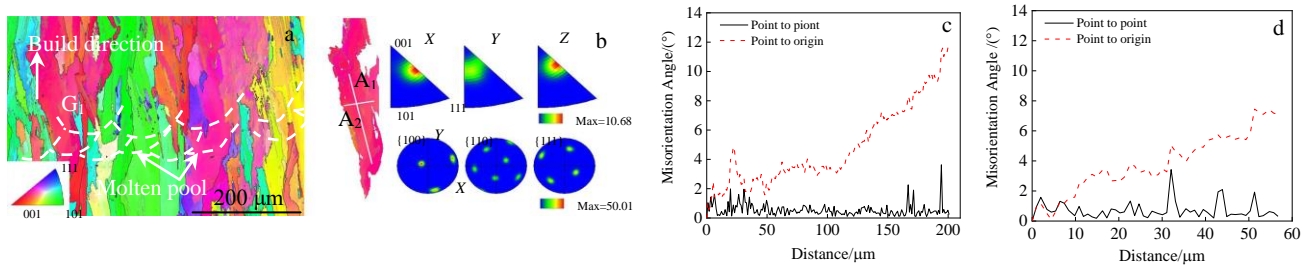 a
Build direction
G1
Molten pool
111
001 101
200 μm
b
X Y Z
001
101 111
A1
A2
Max=10.68
{100} {110} {111}
Y
X
Max=50.01
c
Point to piont
Point to origin
Misorientation Angle/(°)
14
12
10
8
6
4
2
0
0 50 100 150 200
Distance/μm
d
Point to point
Point to origin
Misorientation Angle /(°)
14
12
10
8
6
4
2
0
0 10 20 30 40 50 60
Distance/μm